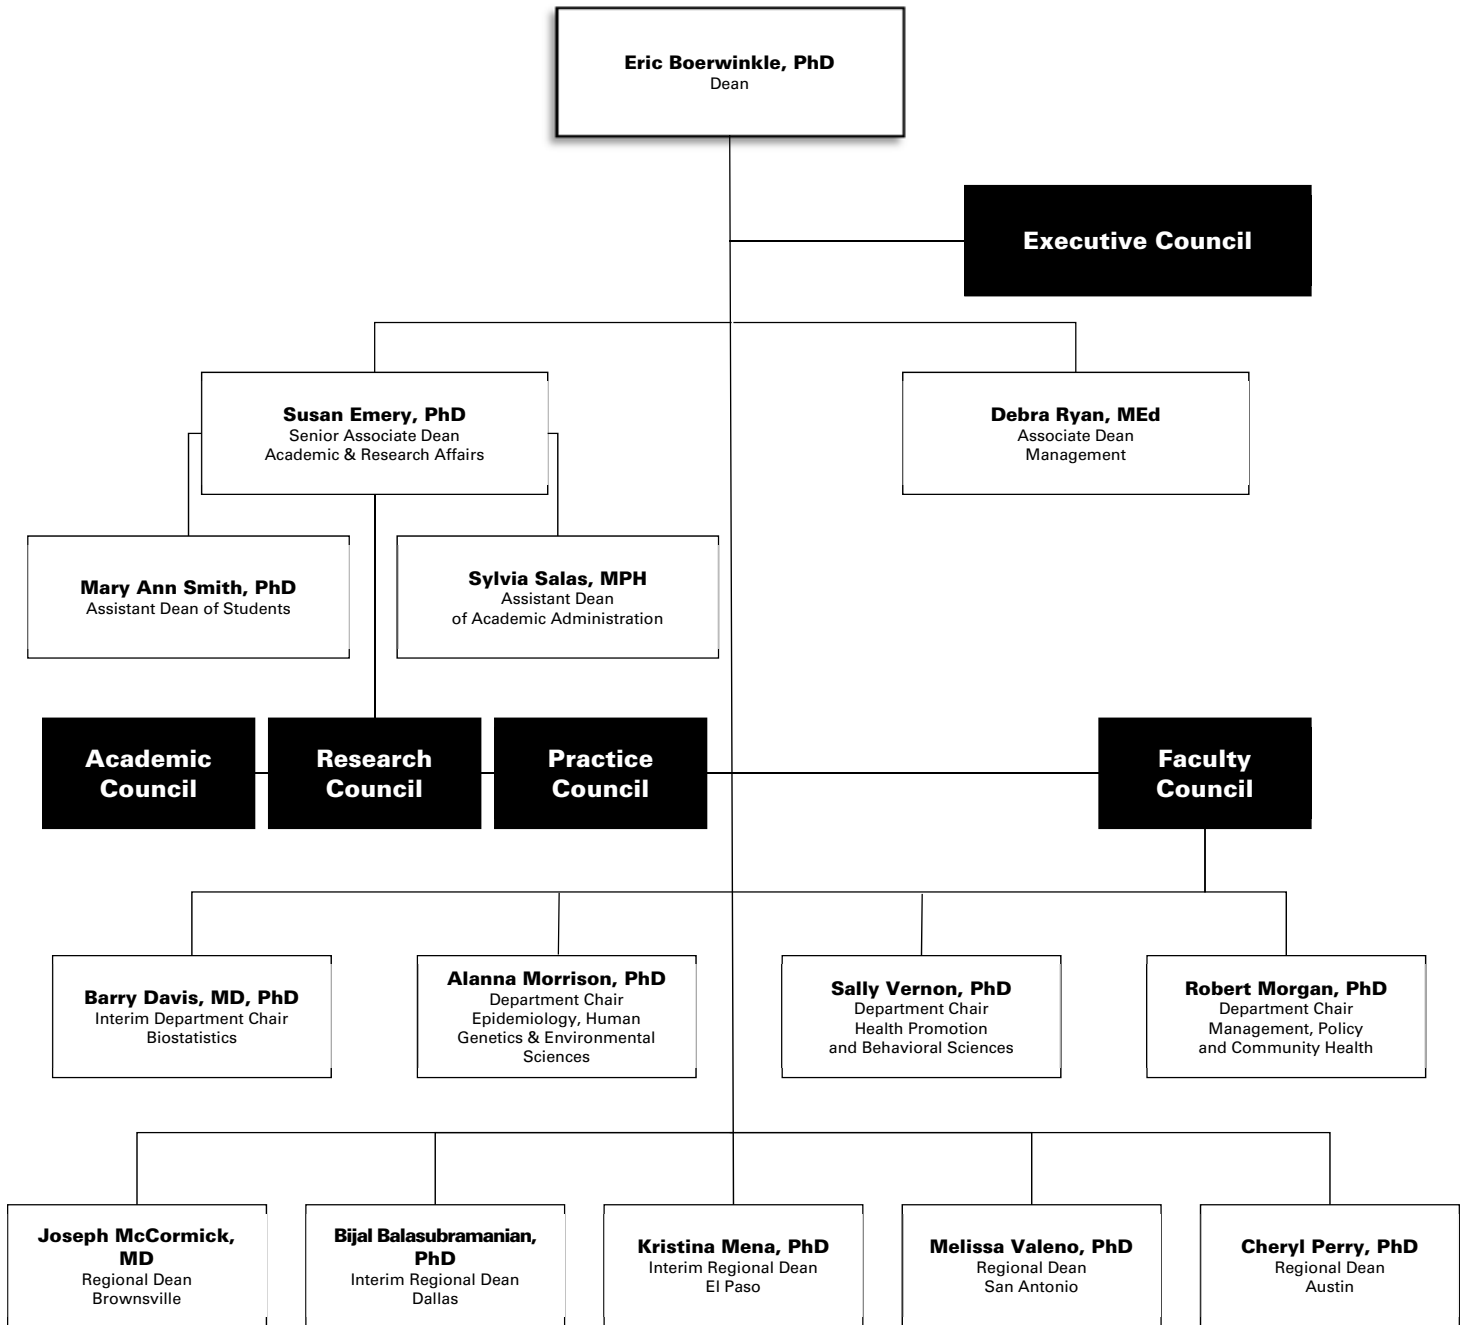 Eric Boerwinkle, PhD
Dean
Executive Council
Susan Emery, PhD
Senior Associate Dean
Academic & Research Affairs
Debra Ryan, MEd
Associate Dean
Management
Mary Ann Smith, PhD
Assistant Dean of Students
Sylvia Salas, MPH
Assistant Dean
of Academic Administration
Academic
Council
Research
Council
Practice
Council
Faculty
Council
Barry Davis, MD, PhD
Interim Department Chair
Biostatistics
Alanna Morrison, PhD
Department Chair
Epidemiology, Human
Genetics & Environmental
Sciences
Sally Vernon, PhD
Department Chair
Health Promotion
and Behavioral Sciences
Robert Morgan, PhD
Department Chair
Management, Policy
and Community Health
Joseph McCormick,
MD
Regional Dean
Brownsville
Bijal Balasubramanian,
PhD
Interim Regional Dean
Dallas
Kristina Mena, PhD
Interim Regional Dean
El Paso
Melissa Valeno, PhD
Regional Dean
San Antonio
Cheryl Perry, PhD
Regional Dean
Austin